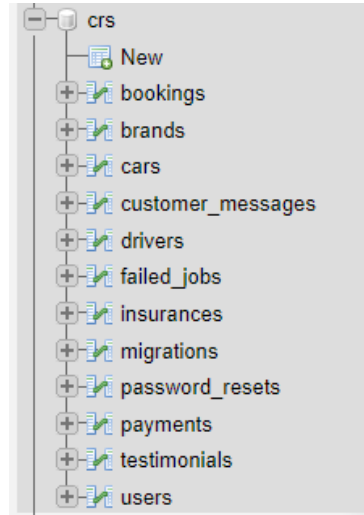 crs
New
bookings
brands
cars
customer_messages
drivers
failed_jobs
insurances
migrations
password_resets
payments
testimonials
users